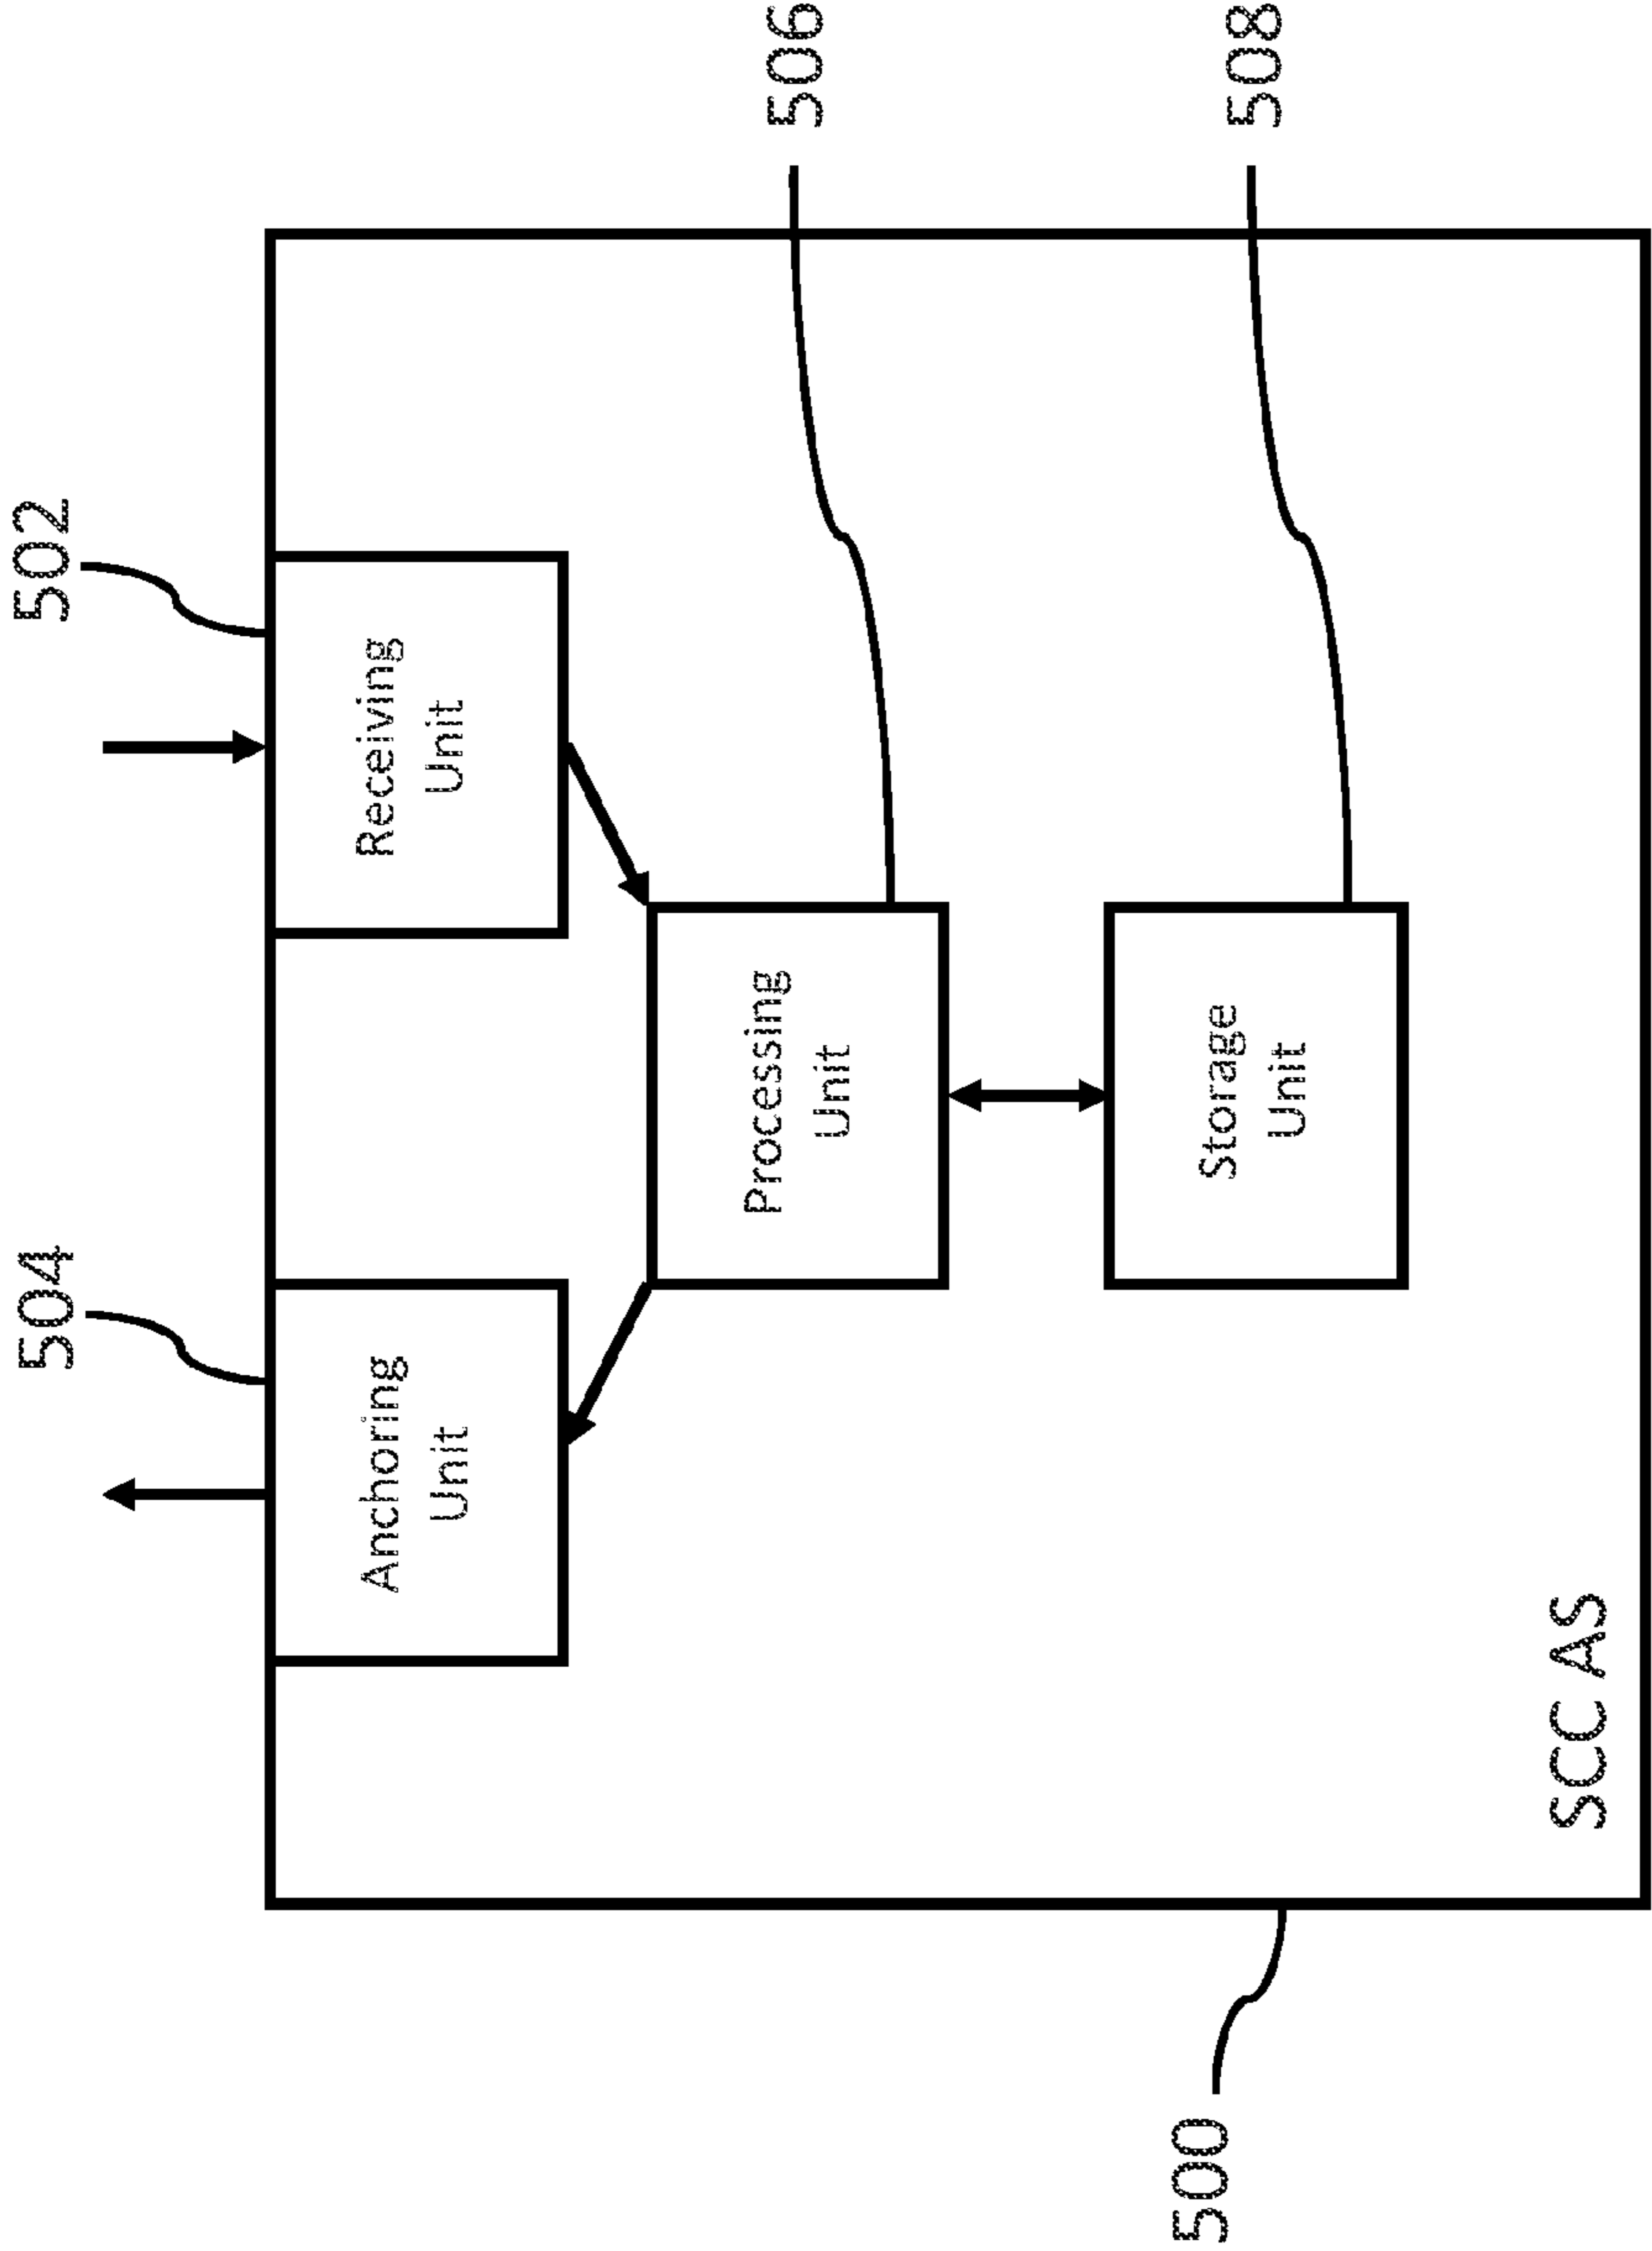 504
502
Anchoring
Unit
Receiving
Unit
Processing
Unit
506
500
Storage
Unit
508
SCC AS